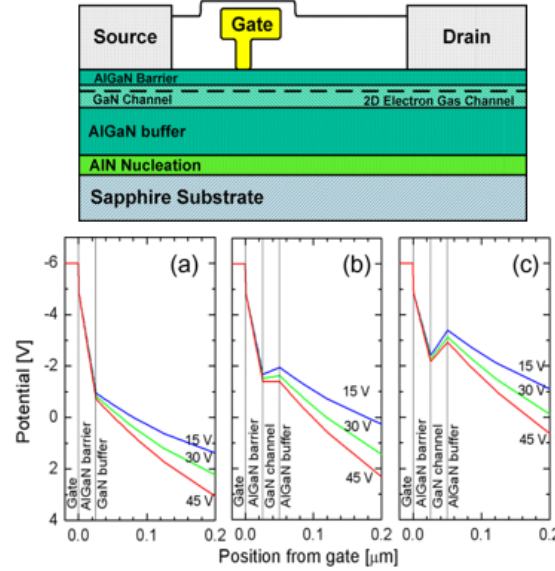 Source
Gate
Drain
AlGaN Barrier
GaN Channel
2D Electron Gas Channel
AlGaN buffer
AlN Nucleation
Sapphire Substrate
(a)
(b)
(c)
Potential [V]
-6
-4
-2
0
2
4
15 V
30 V
45 V
15 V
30 V
45 V
15 V
30 V
45 V
Gate
AlGaN barrier
GaN buffer
Gate
AlGaN barrier
GaN channel
AlGaN buffer
Gate
AlGaN barrier
GaN channel
AlGaN buffer
0.0 0.1 0.2
0.0 0.1 0.2
0.0 0.1 0.2
Position from gate [µm]